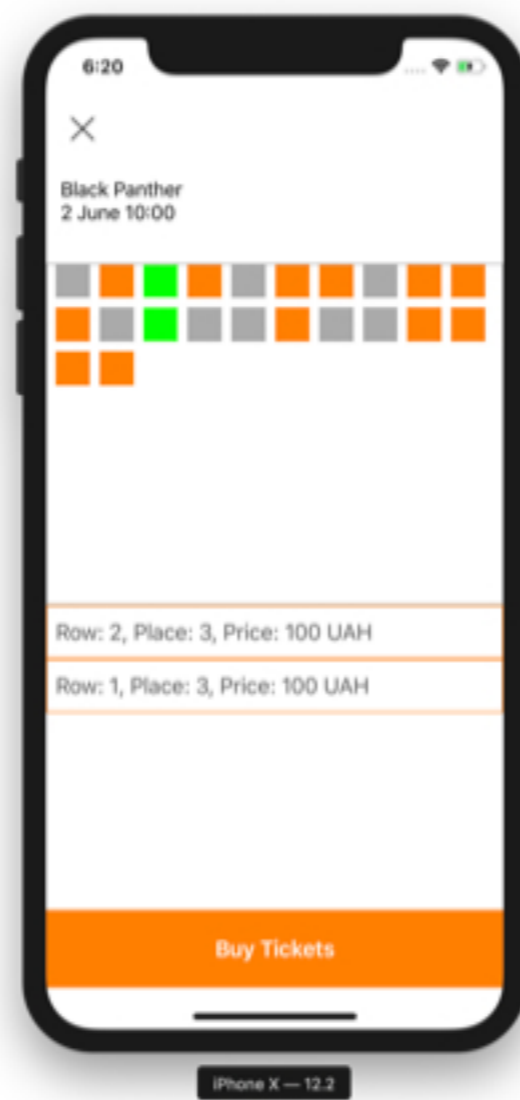 6:20
Black Panther
2 June 10:00
Row: 2, Place: 3, Price: 100 UAH
Row: 1, Place: 3, Price: 100 UAH
Buy Tickets
iPhone X — 12.2